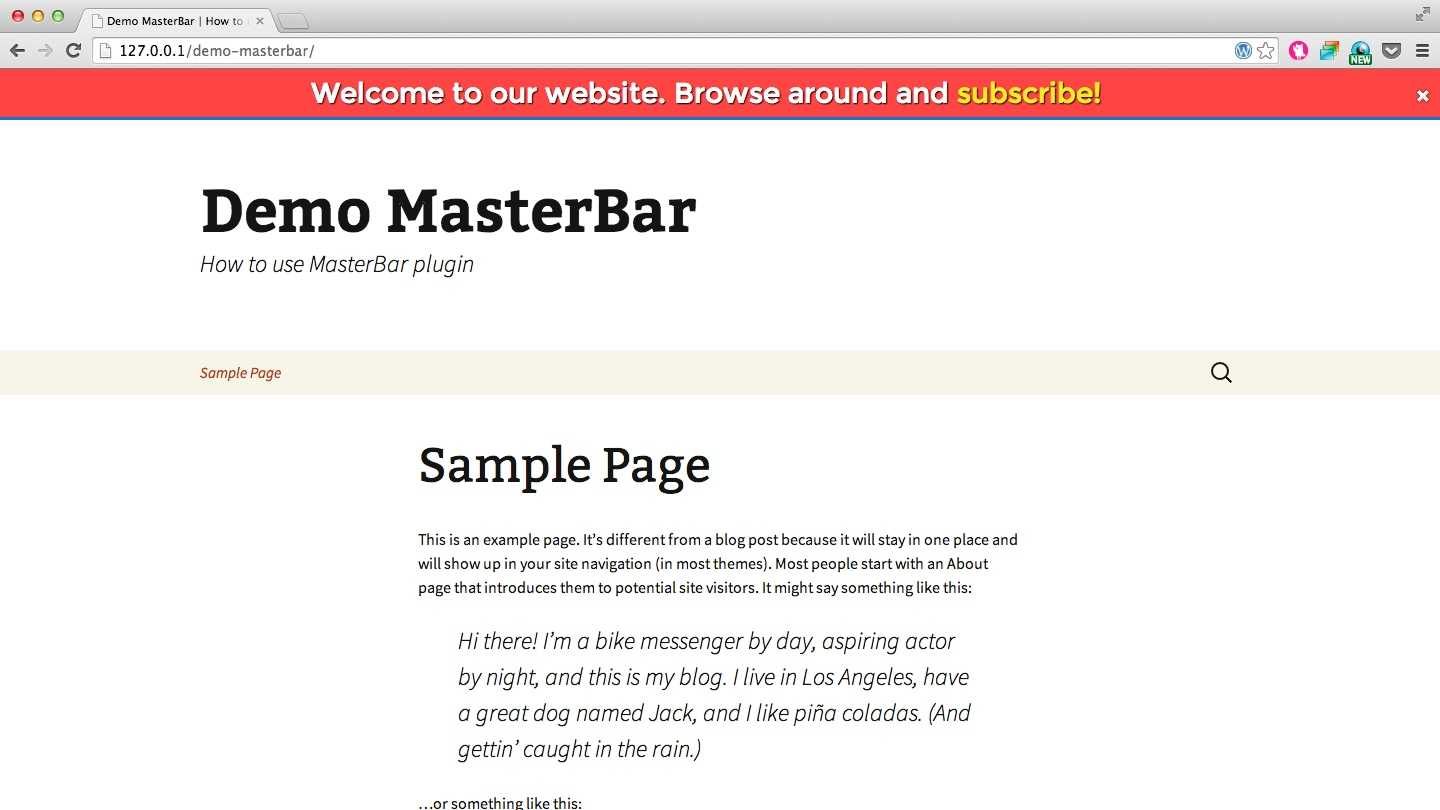 Demo MasterBar | How to
127.0.0.1/demo-masterbar/
NEW
Welcome to our website. Browse around and subscribe!
Demo MasterBar
How to use MasterBar plugin
Sample Page
Sample Page
This is an example page. It’s different from a blog post because it will stay in one place and
will show up in your site navigation (in most themes). Most people start with an About
page that introduces them to potential site visitors. It might say something like this:
Hi there! I’m a bike messenger by day, aspiring actor
by night, and this is my blog. I live in Los Angeles, have
a great dog named Jack, and I like piña coladas. (And
gettin’ caught in the rain.)
…or something like this: